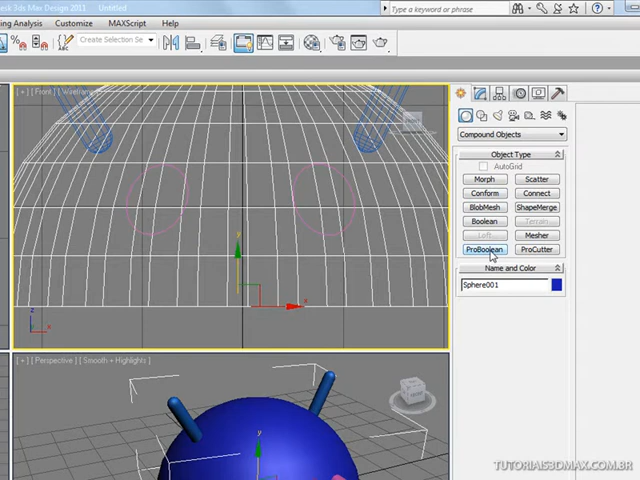 esk 3ds Max Design 2011 Untitled
Type a keyword or phrase
ing Analysis Customize MAXScript Help
Create Selection Se
[ + ] [ Front ] [ Wireframe
Compound Objects
Object Type
AutoGrid
Morph Scatter
Conform Connect
BlobMesh ShapeMerge
Boolean Terrain
Loft Mesher
ProBoolean ProCutter
Name and Color
Sphere001
y
x
z
x
[ + ] [ Perspective ] [ Smooth + Highlights ]
y
TUTORIAIS3DMAX.COM.BR